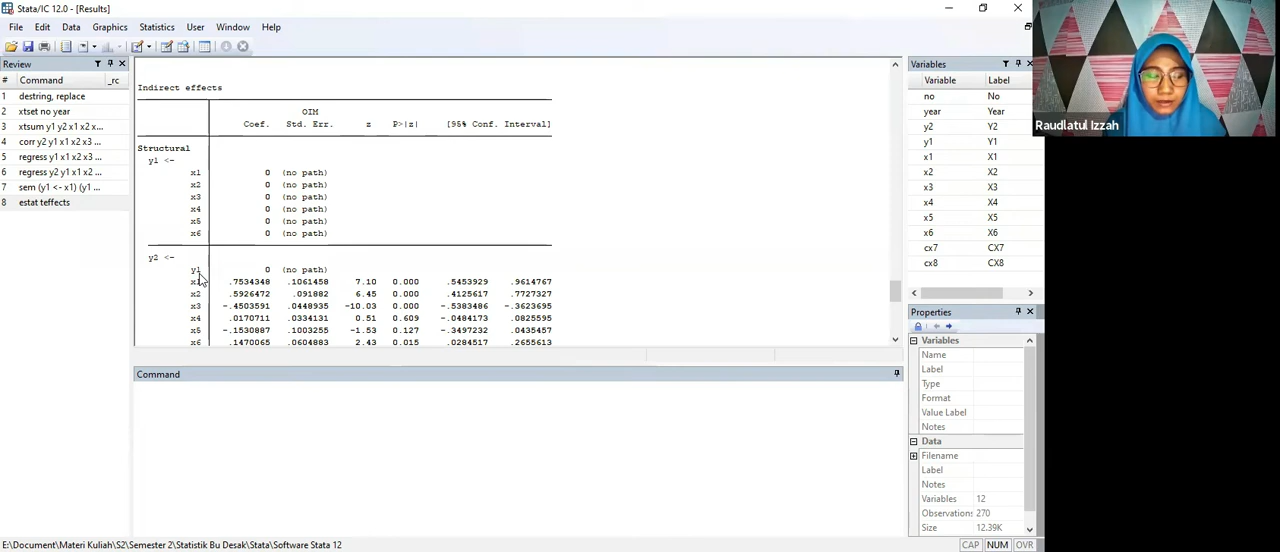 Stata/IC 12.0 - [Results]
File Edit Data Graphics Statistics User Window Help
Review
# Command _rc
1 destring, replace
2 xtset no year
3 xtsum y1 y2 x1 x2 x...
4 corr y2 y1 x1 x2 x3 ...
5 regress y1 x1 x2 x3 ...
6 regress y2 y1 x1 x2 ...
7 sem (y1 <- x1) (y1 ...
8 estat teffects
Indirect effects
OIM
Coef. Std. Err. z P>|z| [95% Conf. Interval]
Structural
y1 <-
x1 0 (no path)
x2 0 (no path)
x3 0 (no path)
x4 0 (no path)
x5 0 (no path)
x6 0 (no path)
y2 <-
y1 0 (no path)
x1 .7534348 .1061458 7.10 0.000 .5453929 .9614767
x2 .5926472 .091882 6.45 0.000 .4125617 .7727327
x3 -.4503591 .0448935 -10.03 0.000 -.5383486 -.3623695
x4 .0170711 .0334131 0.51 0.609 -.0484173 .0825595
x5 -.1530887 .1003255 -1.53 0.127 -.3497232 .0435457
x6 .1470065 .0604883 2.43 0.015 .0284517 .2655613
Command
Variables
Variable Label
no No
year Year
y2 Y2
y1 Y1
x1 X1
x2 X2
x3 X3
x4 X4
x5 X5
x6 X6
cx7 CX7
cx8 CX8
Properties
Variables
Name
Label
Type
Format
Value Label
Notes
Data
Filename
Label
Notes
Variables 12
Observations 270
Size 12.39K
Raudlatul Izzah
E:\Document\Materi Kuliah\S2\Semester 2\Statistik Bu Desak\Stata\Software Stata 12
CAP NUM OVR